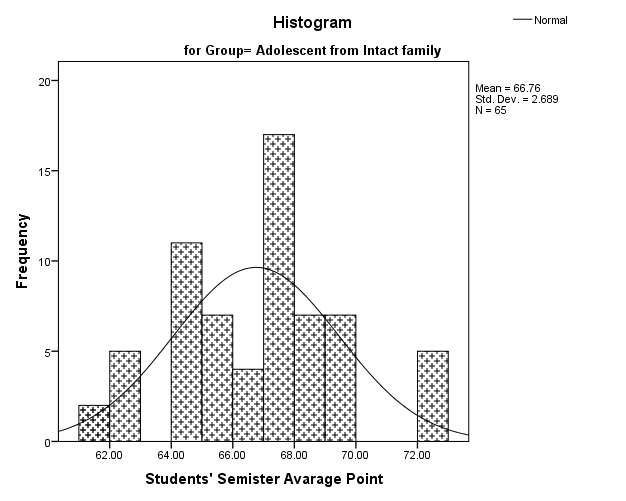 Histogram
for Group= Adolescent from Intact family
Normal
Mean = 66.76
Std. Dev. = 2.689
N = 65
20
15
10
5
0
Frequency
62.00 64.00 66.00 68.00 70.00 72.00
Students' Semister Avarage Point